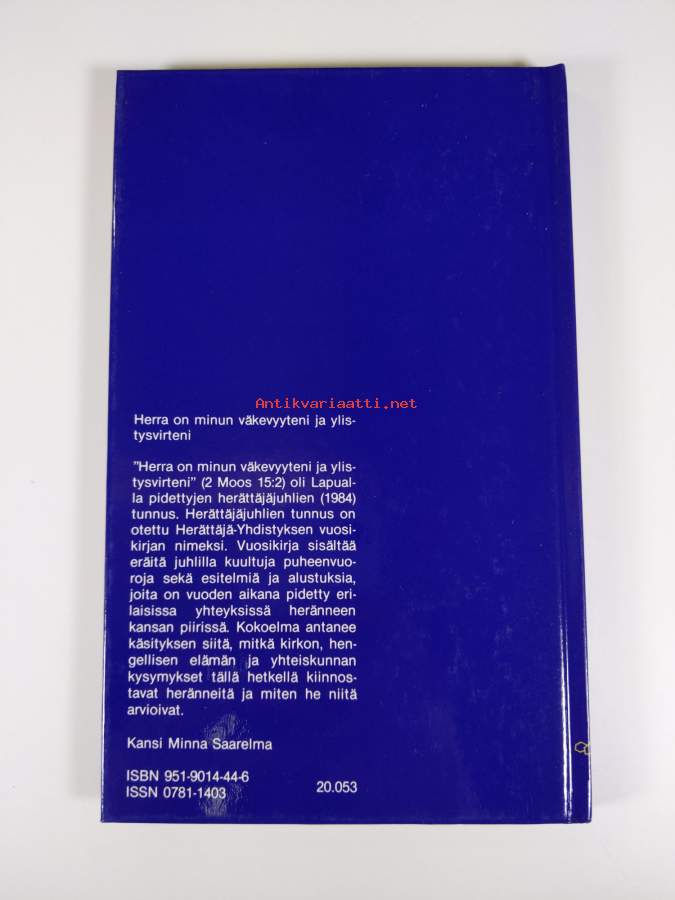 Antikvariaatti.net
Herra on minun väkevyyteni ja ylis-
tysvirteni
"Herra on minun väkevyyteni ja ylis-
tysvirteni" (2 Moos 15:2) oli Lapual-
la pidettyjen herättäjäjuhlien (1984)
tunnus. Herättäjäjuhlien tunnus on
otettu Herättäjä-Yhdistyksen vuosi-
kirjan nimeksi. Vuosikirja sisältää
eräitä juhlilla kuultuja puheenvuo-
roja sekä esitelmiä ja alustuksia,
joita on vuoden aikana pidetty eri-
laisissa yhteyksissä heränneen
kansan piirissä. Kokoelma antanee
käsityksen siitä, mitkä kirkon, hen-
gellisen elämän ja yhteiskunnan
kysymykset tällä hetkellä kiinnos-
tavat heränneitä ja miten he niitä
arvioivat.
Kansi Minna Saarelma
ISBN 951-9014-44-6
ISSN 0781-1403
20.053